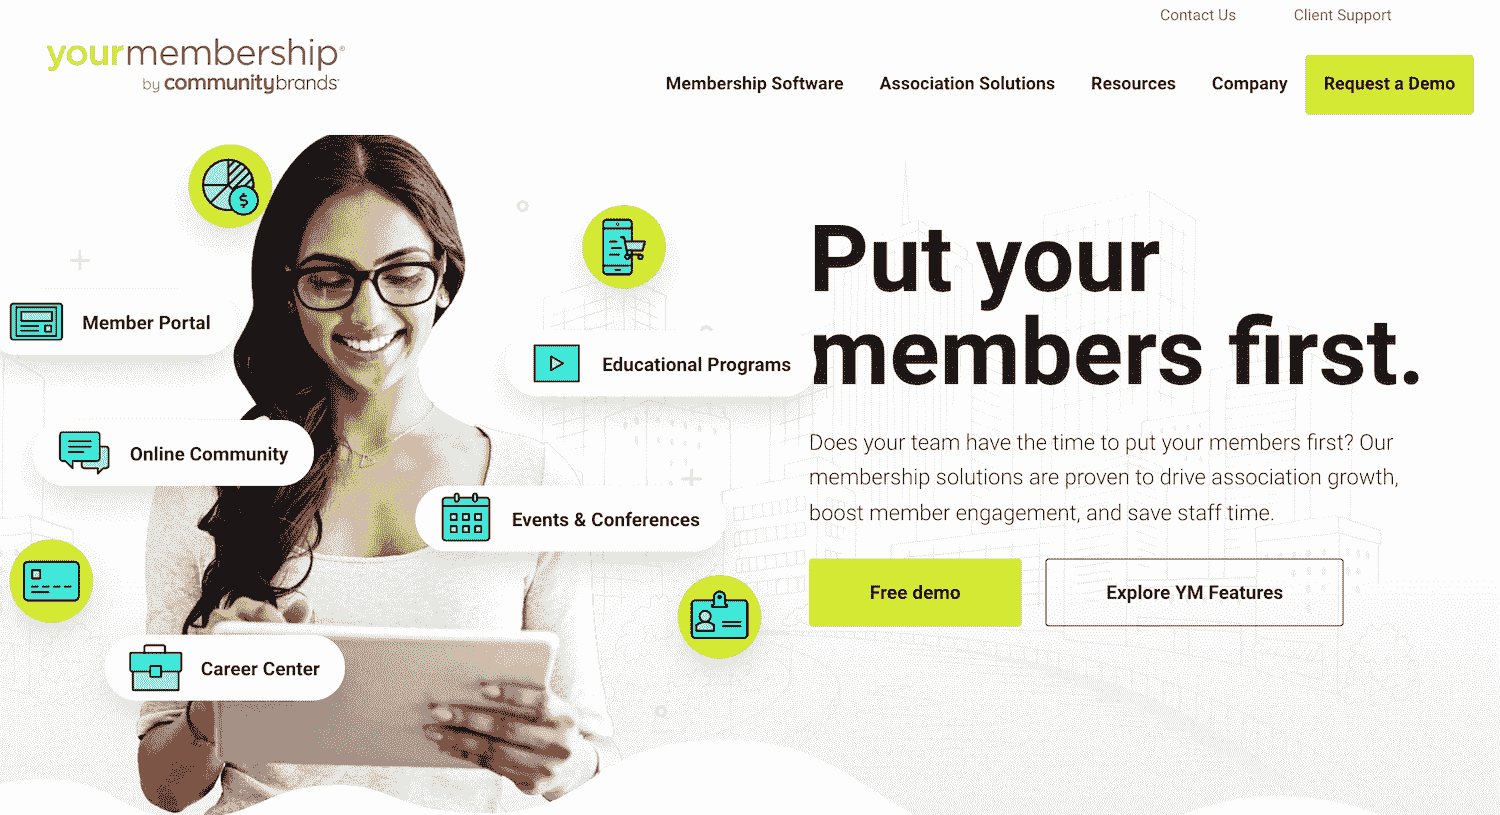 Contact Us
Client Support
yourmembership®
by communitybrands
Membership Software
Association Solutions
Resources
Company
Request a Demo
$
Member Portal
Educational Programs
Online Community
Events & Conferences
Career Center
Put your
members first.
Does your team have the time to put your members first? Our
membership solutions are proven to drive association growth,
boost member engagement, and save staff time.
Free demo
Explore YM Features